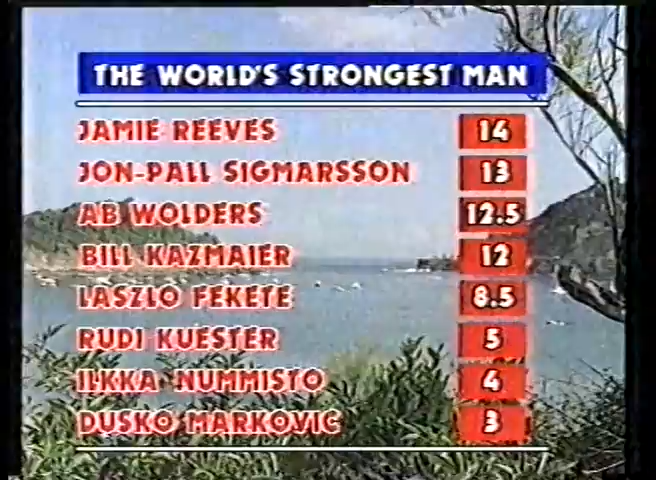 THE WORLD'S STRONGEST MAN
JAMIE REEVES 14
JON-PALL SIGMARSSON 13
AB WOLDERS 12.5
BILL KAZMAIER 12
LASZLO FEKETE 8.5
RUDI KUESTER 5
ILKKA NUMMISTO 4
DUSKO MARKOVIC 3